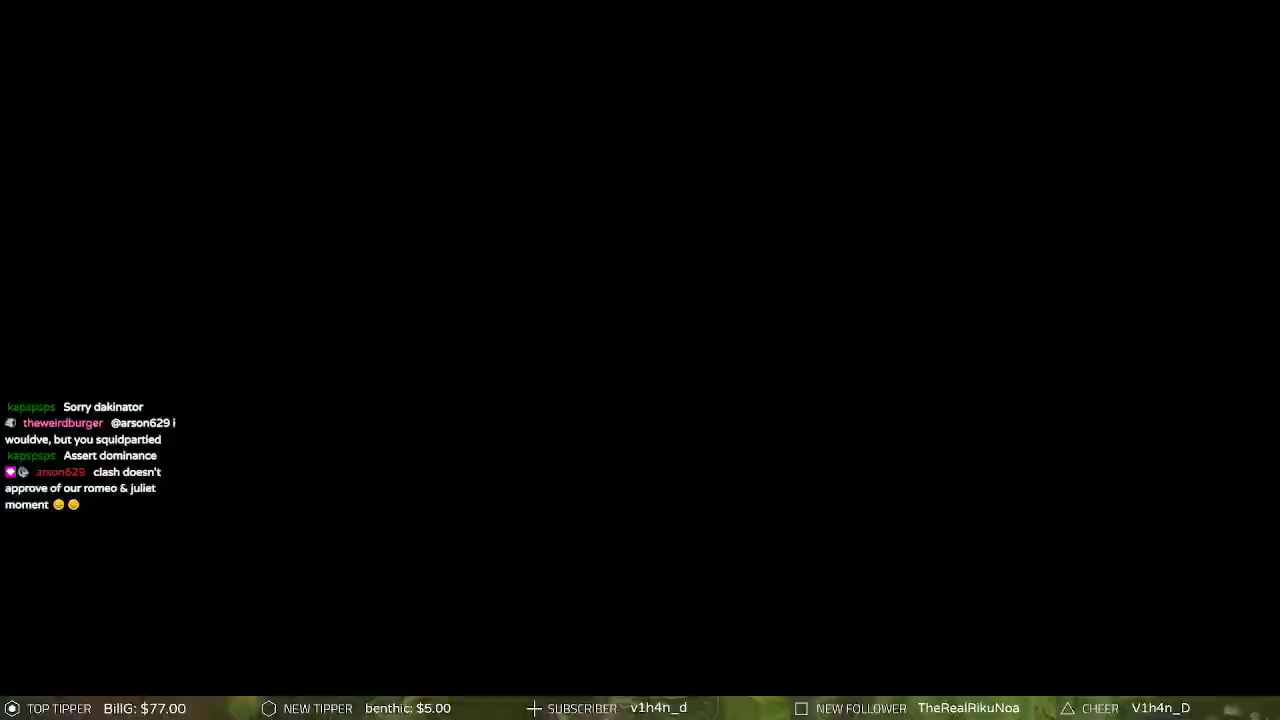 kapspsps Sorry dakinator
theweirdburger @arson629 i
wouldve, but you squidpartied
kapspsps Assert dominance
arson629 clash doesn't
approve of our romeo & juliet
moment 😔 😔
TOP TIPPER BillG: $77.00 NEW TIPPER benthic: $5.00 SUBSCRIBER v1h4n_d NEW FOLLOWER TheRealRikuNoa CHEER V1h4n_D